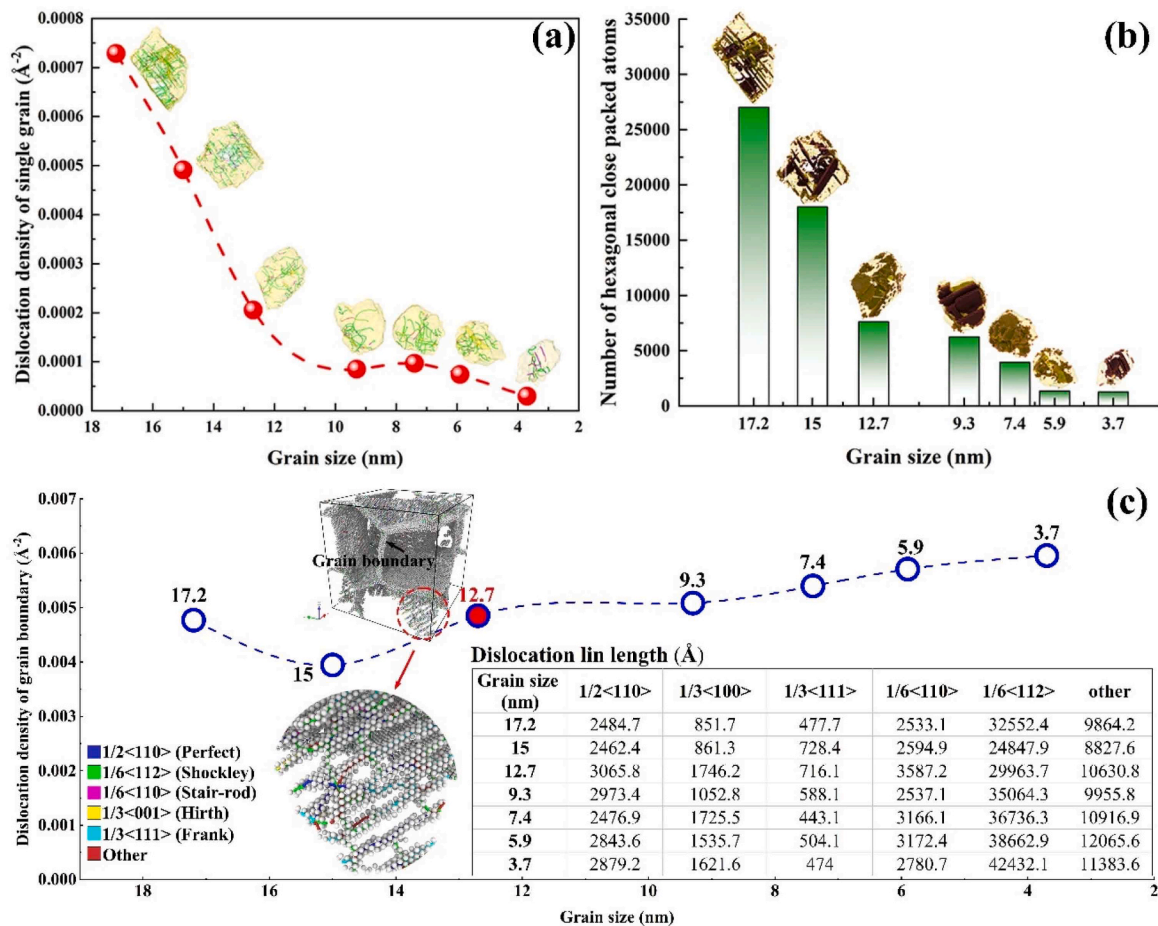 (a)
Dislocation density of single grain (Å⁻²)
0.0008
0.0007
0.0006
0.0005
0.0004
0.0003
0.0002
0.0001
0.0000
18 16 14 12 10 8 6 4 2
Grain size (nm)
(b)
Number of hexagonal close packed atoms
35000
30000
25000
20000
15000
10000
5000
0
17.2 15 12.7 9.3 7.4 5.9 3.7
Grain size (nm)
(c)
Dislocation density of grain boundary (Å⁻²)
0.007
0.006
0.005
0.004
0.003
0.002
0.001
0.000
17.2
15
Grain boundary
12.7
9.3
7.4
5.9
3.7
1/2<110> (Perfect)
1/6<112> (Shockley)
1/6<110> (Stair-rod)
1/3<001> (Hirth)
1/3<111> (Frank)
Other
Dislocation lin length (Å)
Grain size (nm) 1/2<110> 1/3<100> 1/3<111> 1/6<110> 1/6<112> other
17.2 2484.7 851.7 477.7 2533.1 32552.4 9864.2
15 2462.4 861.3 728.4 2594.9 24847.9 8827.6
12.7 3065.8 1746.2 716.1 3587.2 29963.7 10630.8
9.3 2973.4 1052.8 588.1 2537.1 35064.3 9955.8
7.4 2476.9 1725.5 443.1 3166.1 36736.3 10916.9
5.9 2843.6 1535.7 504.1 3172.4 38662.9 12065.6
3.7 2879.2 1621.6 474 2780.7 42432.1 11383.6
18 16 14 12 10 8 6 4 2
Grain size (nm)